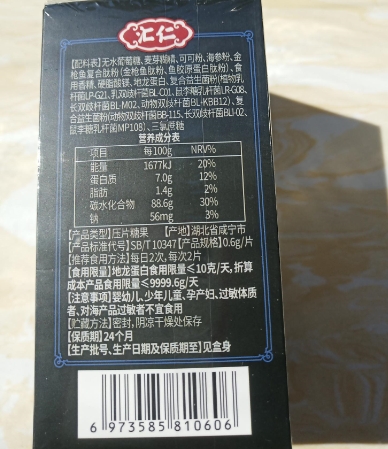 汇仁
【配料表】无水葡萄糖、麦芽糊精、可可粉、海参粉、金
枪鱼复合肽粉(金枪鱼肽粉、鱼胶原蛋白肽粉)、食
用香精、硬脂酸镁、地龙蛋白、复合益生菌粉(植物乳
杆菌LP-G21、乳双歧杆菌BL-C01、鼠李糖乳杆菌LR-G08、
长双歧杆菌BL-M02、动物双歧杆菌BL-KBB12)、复
合益生菌粉(动物双歧杆菌BB-115、长双歧杆菌BLI-02、
鼠李糖乳杆菌MP108)、三氯蔗糖
营养成分表
项目 每100g NRV%
能量 1677kJ 20%
蛋白质 7.0g 12%
脂肪 1.4g 2%
碳水化合物 88.6g 30%
钠 56mg 3%
【产品类型】压片糖果 【产地】湖北省咸宁市
【产品标准代号】SB/T 10347【产品规格】0.6g/片
【推荐食用方法】每日2次,每次2片
【食用限量】地龙蛋白食用限量≤10克/天,折算
成本产品食用限量≤9999.6g/天
【注意事项】婴幼儿、少年儿童、孕产妇、过敏体质
者、对海产品过敏者不宜食用
【贮藏方法】密封,阴凉干燥处保存
【保质期】24个月
【生产批号、生产日期及保质期至】见盒身
6 973585 810606